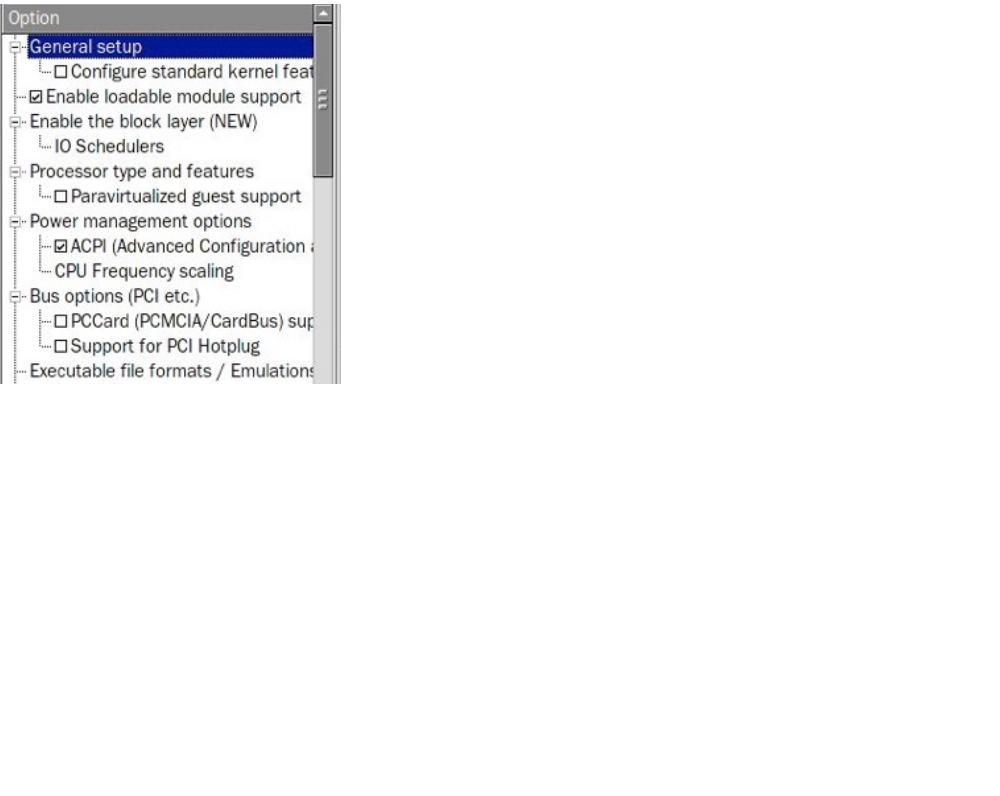 Option
General setup
Configure standard kernel feat
Enable loadable module support
Enable the block layer (NEW)
IO Schedulers
Processor type and features
Paravirtualized guest support
Power management options
ACPI (Advanced Configuration
CPU Frequency scaling
Bus options (PCI etc.)
PCCard (PCMCIA/CardBus) sup
Support for PCI Hotplug
Executable file formats / Emulations